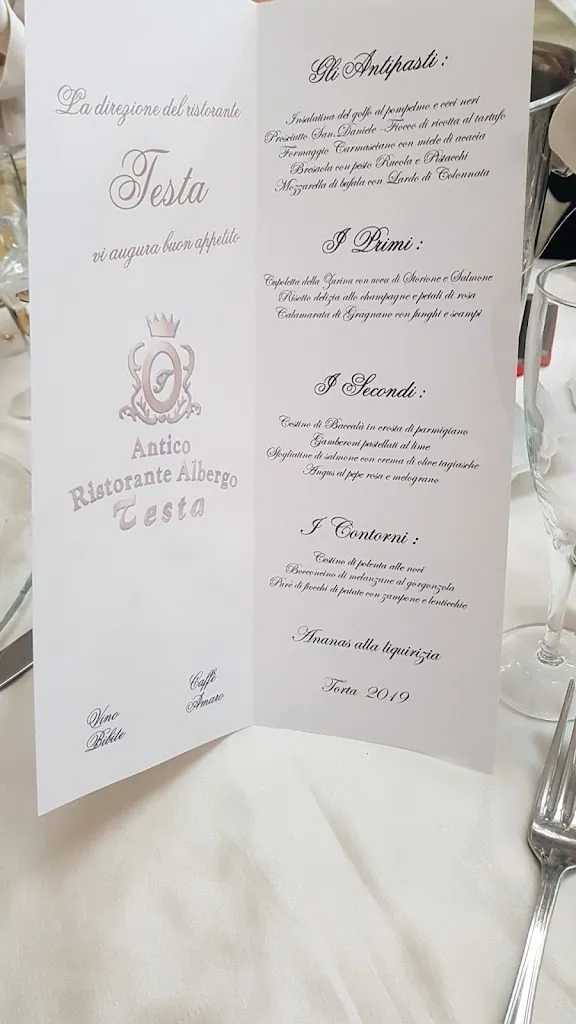 La direzione del ristorante
Testa
vi augura buon appetito
T
Antico
Ristorante Albergo
Testa
Vino
Bibite
Caffè
Amaro
Gli Antipasti :
Insalatina del golfo al pompelmo e ceci neri
Prosciutto San. Daniele - Fiocco di ricotta al tartufo
Formaggio Carmasciano con miele di acacia
Bresaola con pesto Rucola e Pistacchi
Mozzarella di bufala con Lardo di Colonnata
I Primi :
Cupoletta della Zarina con uova di Storione e Salmone
Risotto delizia allo champagne e petali di rosa
Calamarata di Gragnano con funghi e scampi
I Secondi :
Cestino di Baccalà in crosta di parmigiano
Gamberoni pastellati al lime
Sfogliatine di salmone con crema di olive tagiasche
Angus al pepe rosa e melograno
I Contorni :
Cestino di polenta alle noci
Bocconcino di melanzane al gorgonzola
Purè di fiocchi di patate con zampone e lenticchie
Ananas alla liquirizia
Torta 2019